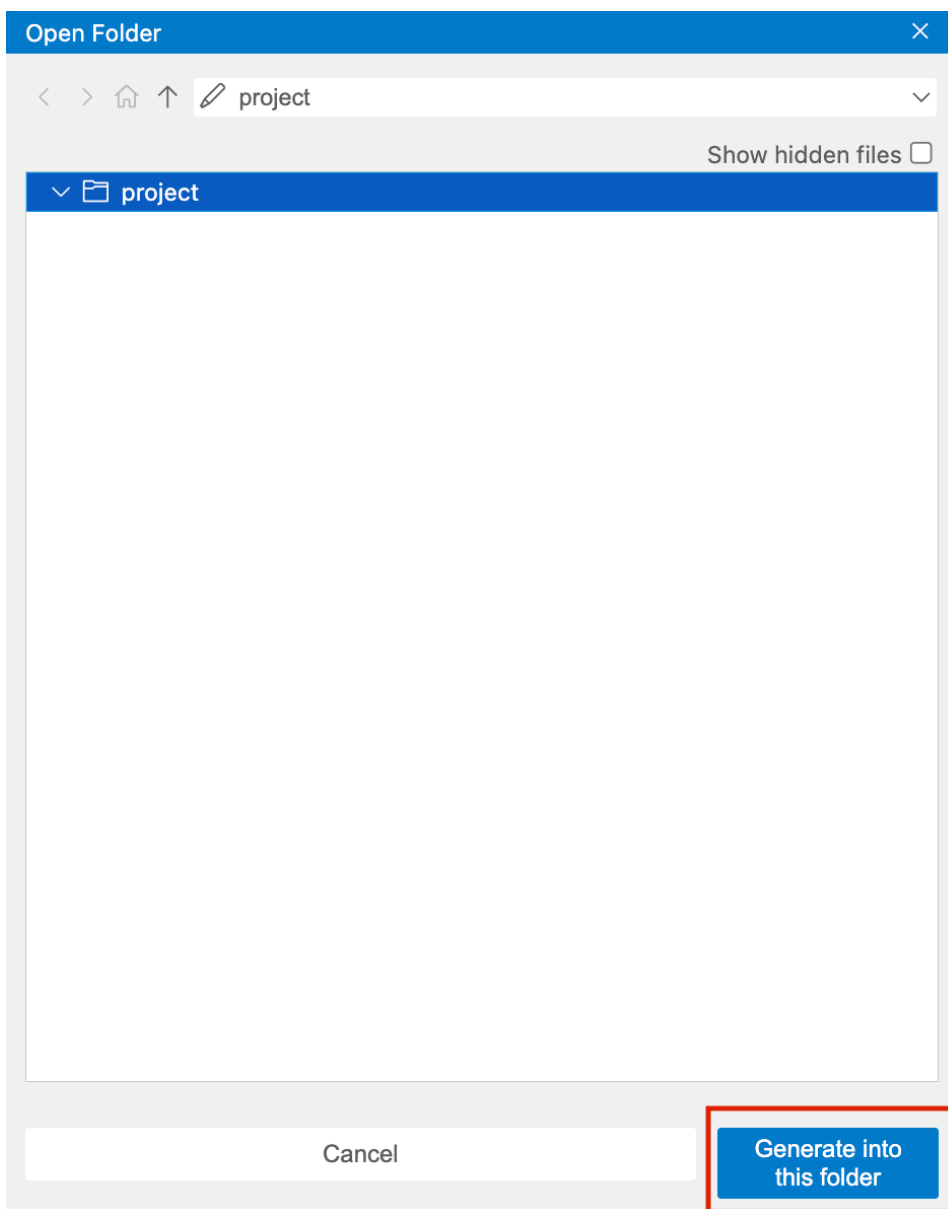 Open Folder
project
Show hidden files
project
Cancel
Generate into
this folder